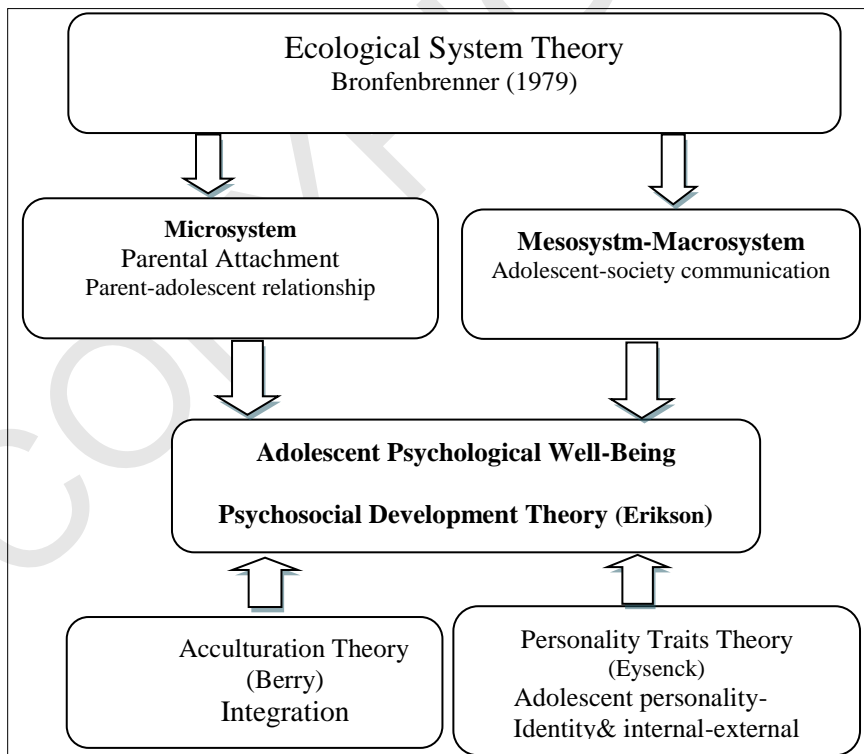 Ecological System Theory
Bronfenbrenner (1979)
Microsystem
Parental Attachment
Parent-adolescent relationship
Mesosystm-Macrosystem
Adolescent-society communication
Adolescent Psychological Well-Being
Psychosocial Development Theory (Erikson)
Acculturation Theory
(Berry)
Integration
Personality Traits Theory
(Eysenck)
Adolescent personality-
Identity& internal-external